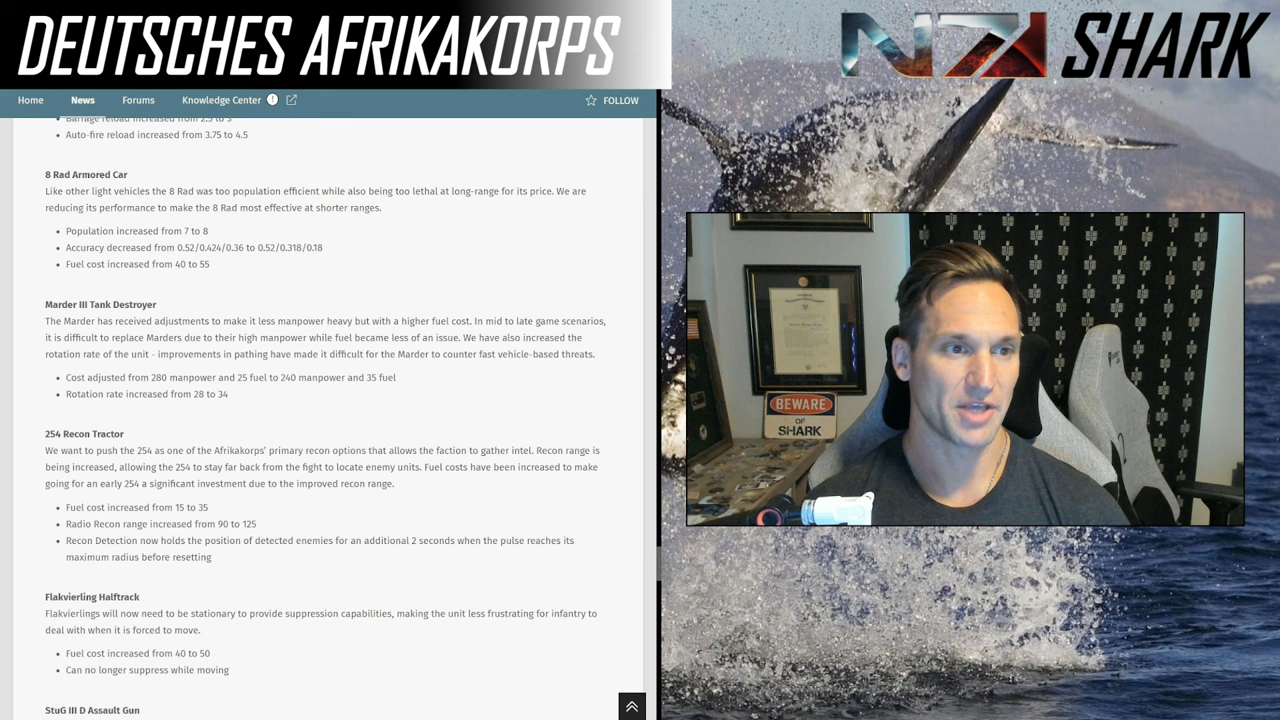 DEUTSCHES AFRIKAKORPS
N7 SHARK
Home News Forums Knowledge Center FOLLOW
Barrage reload increased from 2.5 to 3
Auto-fire reload increased from 3.75 to 4.5
8 Rad Armored Car
Like other light vehicles the 8 Rad was too population efficient while also being too lethal at long-range for its price. We are
reducing its performance to make the 8 Rad most effective at shorter ranges.
Population increased from 7 to 8
Accuracy decreased from 0.52/0.424/0.36 to 0.52/0.318/0.18
Fuel cost increased from 40 to 55
Marder III Tank Destroyer
The Marder has received adjustments to make it less manpower heavy but with a higher fuel cost. In mid to late game scenarios,
it is difficult to replace Marders due to their high manpower while fuel became less of an issue. We have also increased the
rotation rate of the unit - improvements in pathing have made it difficult for the Marder to counter fast vehicle-based threats.
Cost adjusted from 280 manpower and 25 fuel to 240 manpower and 35 fuel
Rotation rate increased from 28 to 34
254 Recon Tractor
We want to push the 254 as one of the Afrikakorps' primary recon options that allows the faction to gather intel. Recon range is
being increased, allowing the 254 to stay far back from the fight to locate enemy units. Fuel costs have been increased to make
going for an early 254 a significant investment due to the improved recon range.
Fuel cost increased from 15 to 35
Radio Recon range increased from 90 to 125
Recon Detection now holds the position of detected enemies for an additional 2 seconds when the pulse reaches its
maximum radius before resetting
Flakvierling Halftrack
Flakvierlings will now need to be stationary to provide suppression capabilities, making the unit less frustrating for infantry to
deal with when it is forced to move.
Fuel cost increased from 40 to 50
Can no longer suppress while moving
StuG III D Assault Gun
BEWARE
OF
SHARK